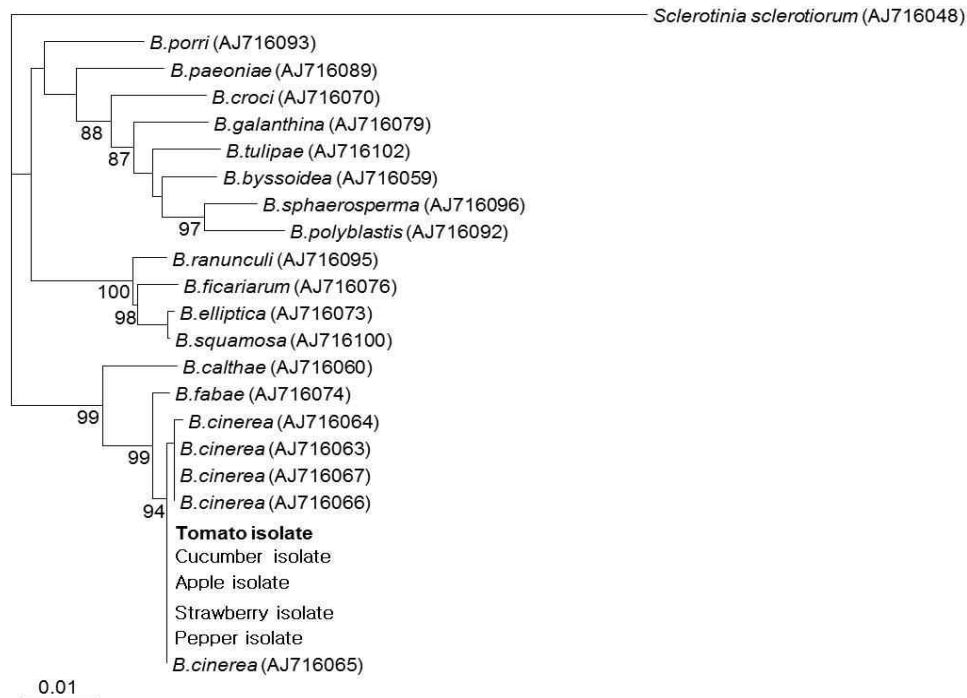 Sclerotinia sclerotiorum (AJ716048)
B.porri (AJ716093)
B.paeoniae (AJ716089)
B.croci (AJ716070)
88
B.galanthina (AJ716079)
87
B.tulipae (AJ716102)
B.byssoidea (AJ716059)
B.sphaerosperma (AJ716096)
97
B.polyblastis (AJ716092)
B.ranunculi (AJ716095)
100
B.ficariarum (AJ716076)
98
B.elliptica (AJ716073)
B.squamosa (AJ716100)
B.calthae (AJ716060)
B.fabae (AJ716074)
99
B.cinerea (AJ716064)
B.cinerea (AJ716063)
99
B.cinerea (AJ716067)
B.cinerea (AJ716066)
94
Tomato isolate
Cucumber isolate
Apple isolate
Strawberry isolate
Pepper isolate
B.cinerea (AJ716065)
0.01